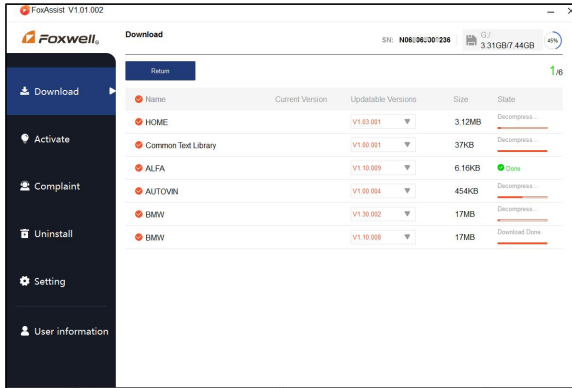 FoxAssist V1.01.002
FOXWELL
Download
SN:
G:/
3.31GB/7.44GB
45%
Return
1/6
Download
Activate
Complaint
Uninstall
Setting
User information
Name Current Version Updatable Versions Size State
HOME V1.03.001 3.12MB Decompress...
Common Text Library V1.00.001 37KB Decompress...
ALFA V1.10.009 6.16KB Done
AUTOVIN V1.00.004 454KB Decompress...
BMW V1.30.002 17MB Decompress...
BMW 17MB Download Done